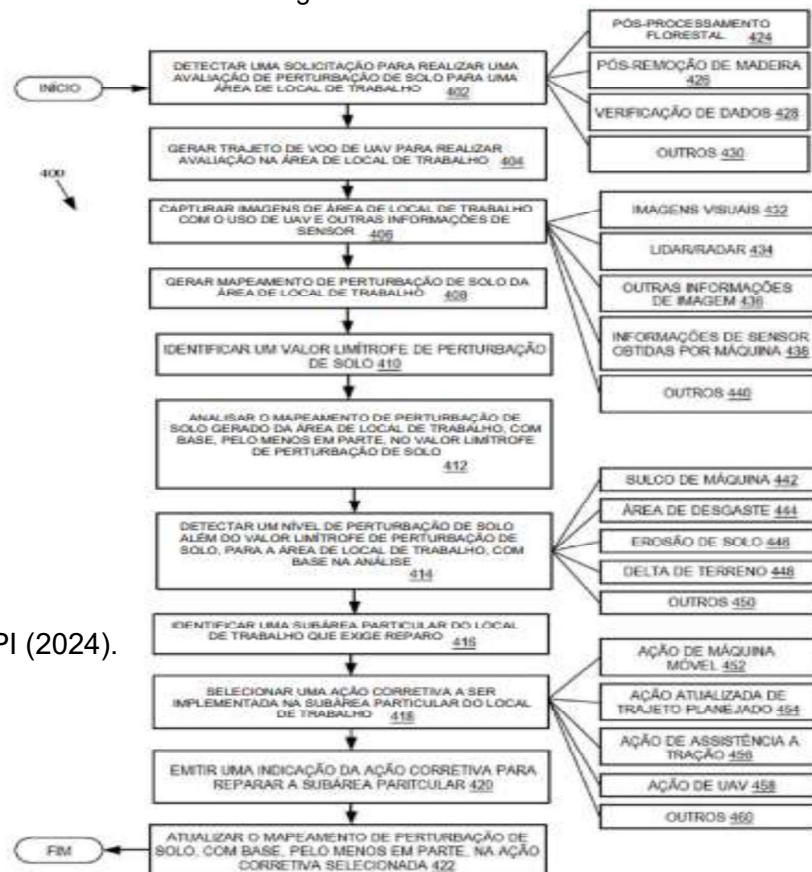 INÍCIO
DETECTAR UMA SOLICITAÇÃO PARA REALIZAR UMA
AVALIAÇÃO DE PERTURBAÇÃO DE SOLO PARA UMA
ÁREA DE LOCAL DE TRABALHO 402
PÓS-PROCESSAMENTO
FLORESTAL 424
PÓS-REMOÇÃO DE MADEIRA
426
VERIFICAÇÃO DE DADOS 428
OUTROS 430
400
GERAR TRAJETO DE VOO DE UAV PARA REALIZAR
AVALIAÇÃO NA ÁREA DE LOCAL DE TRABALHO 404
CAPTURAR IMAGENS DE ÁREA DE LOCAL DE TRABALHO
COM O USO DE UAV E OUTRAS INFORMAÇÕES DE
SENSOR 406
IMAGENS VISUAIS 432
LIDAR/RADAR 434
OUTRAS INFORMAÇÕES
DE IMAGEM 436
INFORMAÇÕES DE SENSOR
OBTIDAS POR MÁQUINA 438
OUTROS 440
GERAR MAPEAMENTO DE PERTURBAÇÃO DE SOLO DA
ÁREA DE LOCAL DE TRABALHO 408
IDENTIFICAR UM VALOR LIMÍTROFE DE PERTURBAÇÃO
DE SOLO 410
ANALISAR O MAPEAMENTO DE PERTURBAÇÃO DE
SOLO GERADO DA ÁREA DE LOCAL DE TRABALHO, COM
BASE, PELO MENOS EM PARTE, NO VALOR LIMÍTROFE
DE PERTURBAÇÃO DE SOLO
412
DETECTAR UM NÍVEL DE PERTURBAÇÃO DE SOLO
ALÉM DO VALOR LIMÍTROFE DE PERTURBAÇÃO DE
SOLO, PARA A ÁREA DE LOCAL DE TRABALHO, COM
BASE NA ANÁLISE
414
SULCO DE MÁQUINA 442
ÁREA DE DESGASTE 444
EROSÃO DE SOLO 446
DELTA DE TERRENO 448
OUTROS 450
PI (2024).
IDENTIFICAR UMA SUBÁREA PARTICULAR DO LOCAL
DE TRABALHO QUE EXIGE REPARO 416
SELECIONAR UMA AÇÃO CORRETIVA A SER
IMPLEMENTADA NA SUBÁREA PARTICULAR DO LOCAL
DE TRABALHO 418
AÇÃO DE MÁQUINA
MÓVEL 452
AÇÃO ATUALIZADA DE
TRAJETO PLANEJADO 454
AÇÃO DE ASSISTÊNCIA A
TRAÇÃO 456
AÇÃO DE UAV 458
OUTROS 460
EMITIR UMA INDICAÇÃO DA AÇÃO CORRETIVA PARA
REPARAR A SUBÁREA PARITCULAR 420
ATUALIZAR O MAPEAMENTO DE PERTURBAÇÃO DE
SOLO, COM BASE, PELO MENOS EM PARTE, NA AÇÃO
CORRETIVA SELECIONADA 422
FIM